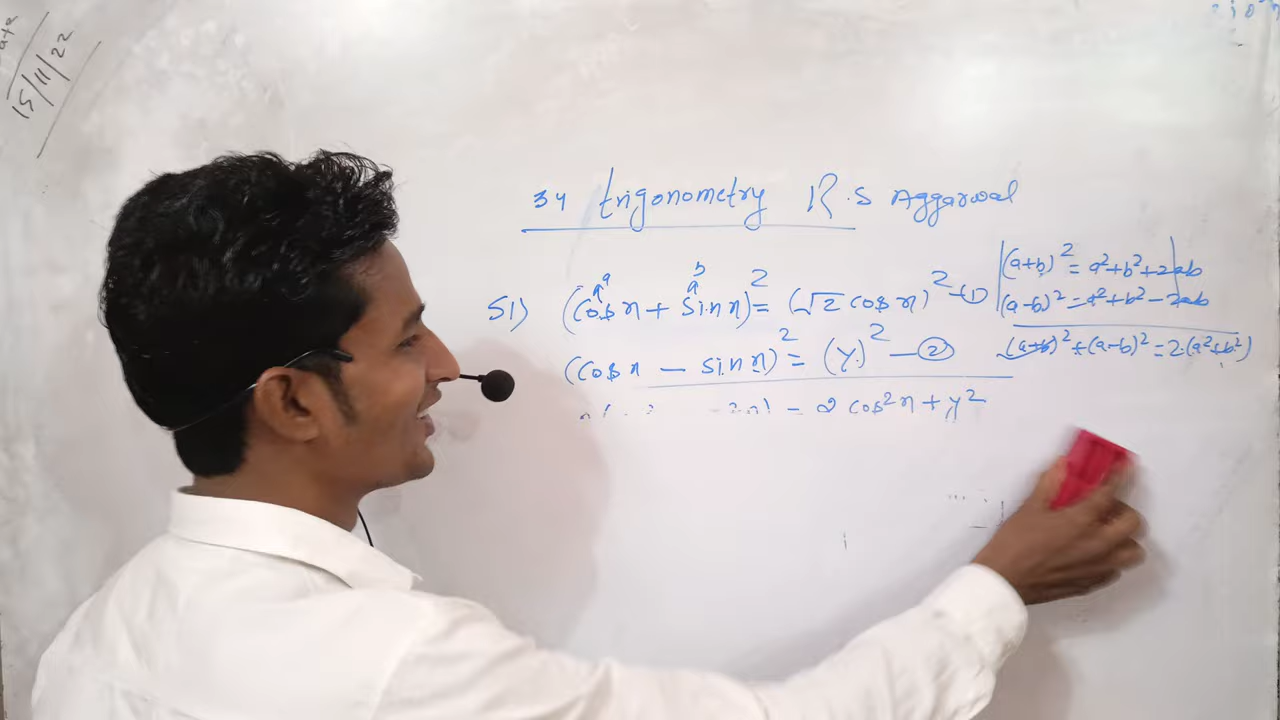 15/11/22
34 trigonometry R.S Aggarwal
51) (cos x + sin x)² = (√2 cos x)² – ①
a b
(cos x – sin x)² = (y)² – ②
– 2 cos²x + y²
(a+b)² = a²+b²+2ab
(a-b)² = a²+b²-2ab
(a+b)² + (a-b)² = 2(a²+b²)